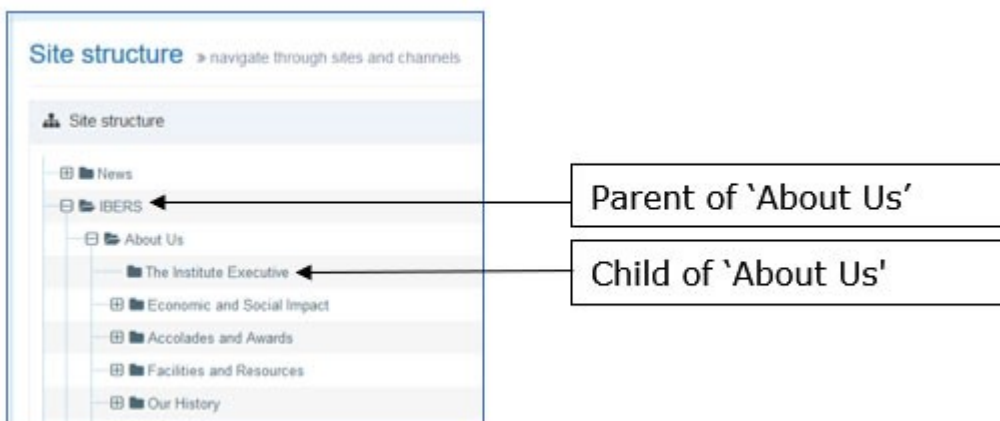 Site structure » navigate through sites and channels
Site structure
News
IBERS
About Us
The Institute Executive
Economic and Social Impact
Accolades and Awards
Facilities and Resources
Our History
Parent of ‘About Us’
Child of ‘About Us'